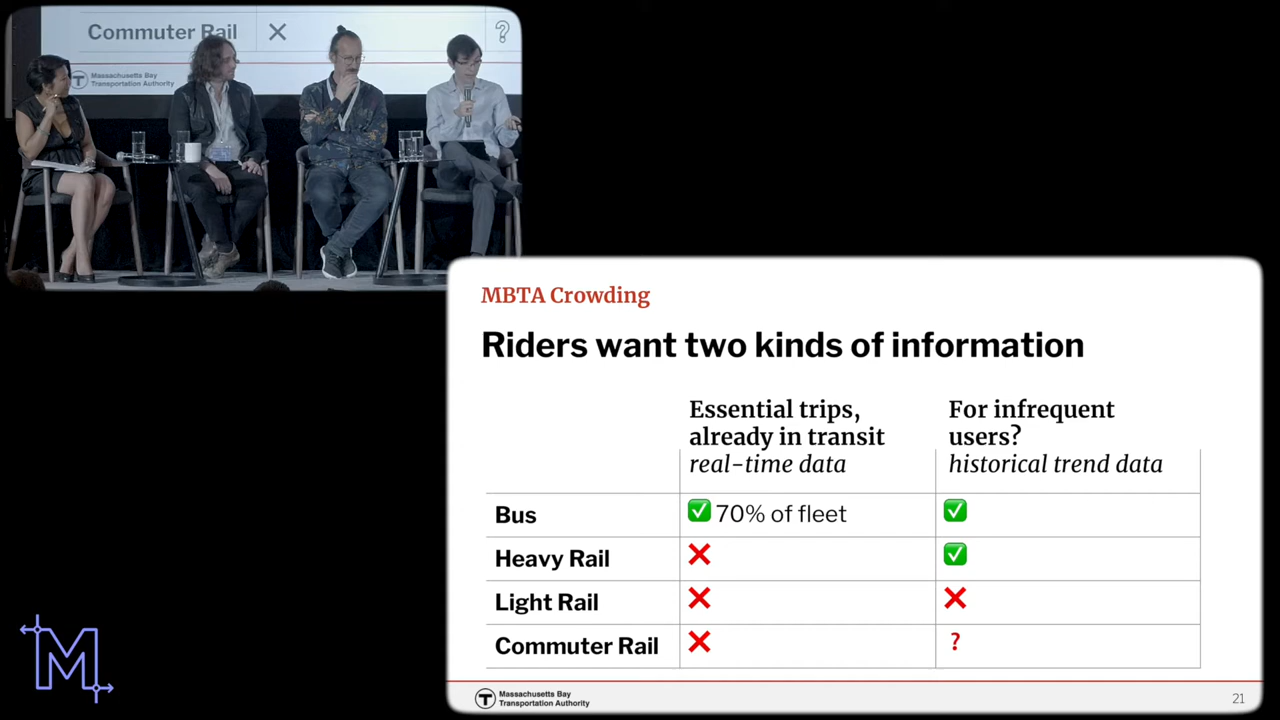 Commuter Rail ✕ ?
Massachusetts Bay
Transportation Authority
MBTA Crowding
Riders want two kinds of information
Essential trips,
already in transit
real-time data
For infrequent
users?
historical trend data
Bus ✅ 70% of fleet ✅
Heavy Rail ❌ ✅
Light Rail ❌ ❌
Commuter Rail ❌ ?
T Massachusetts Bay
Transportation Authority
21
M